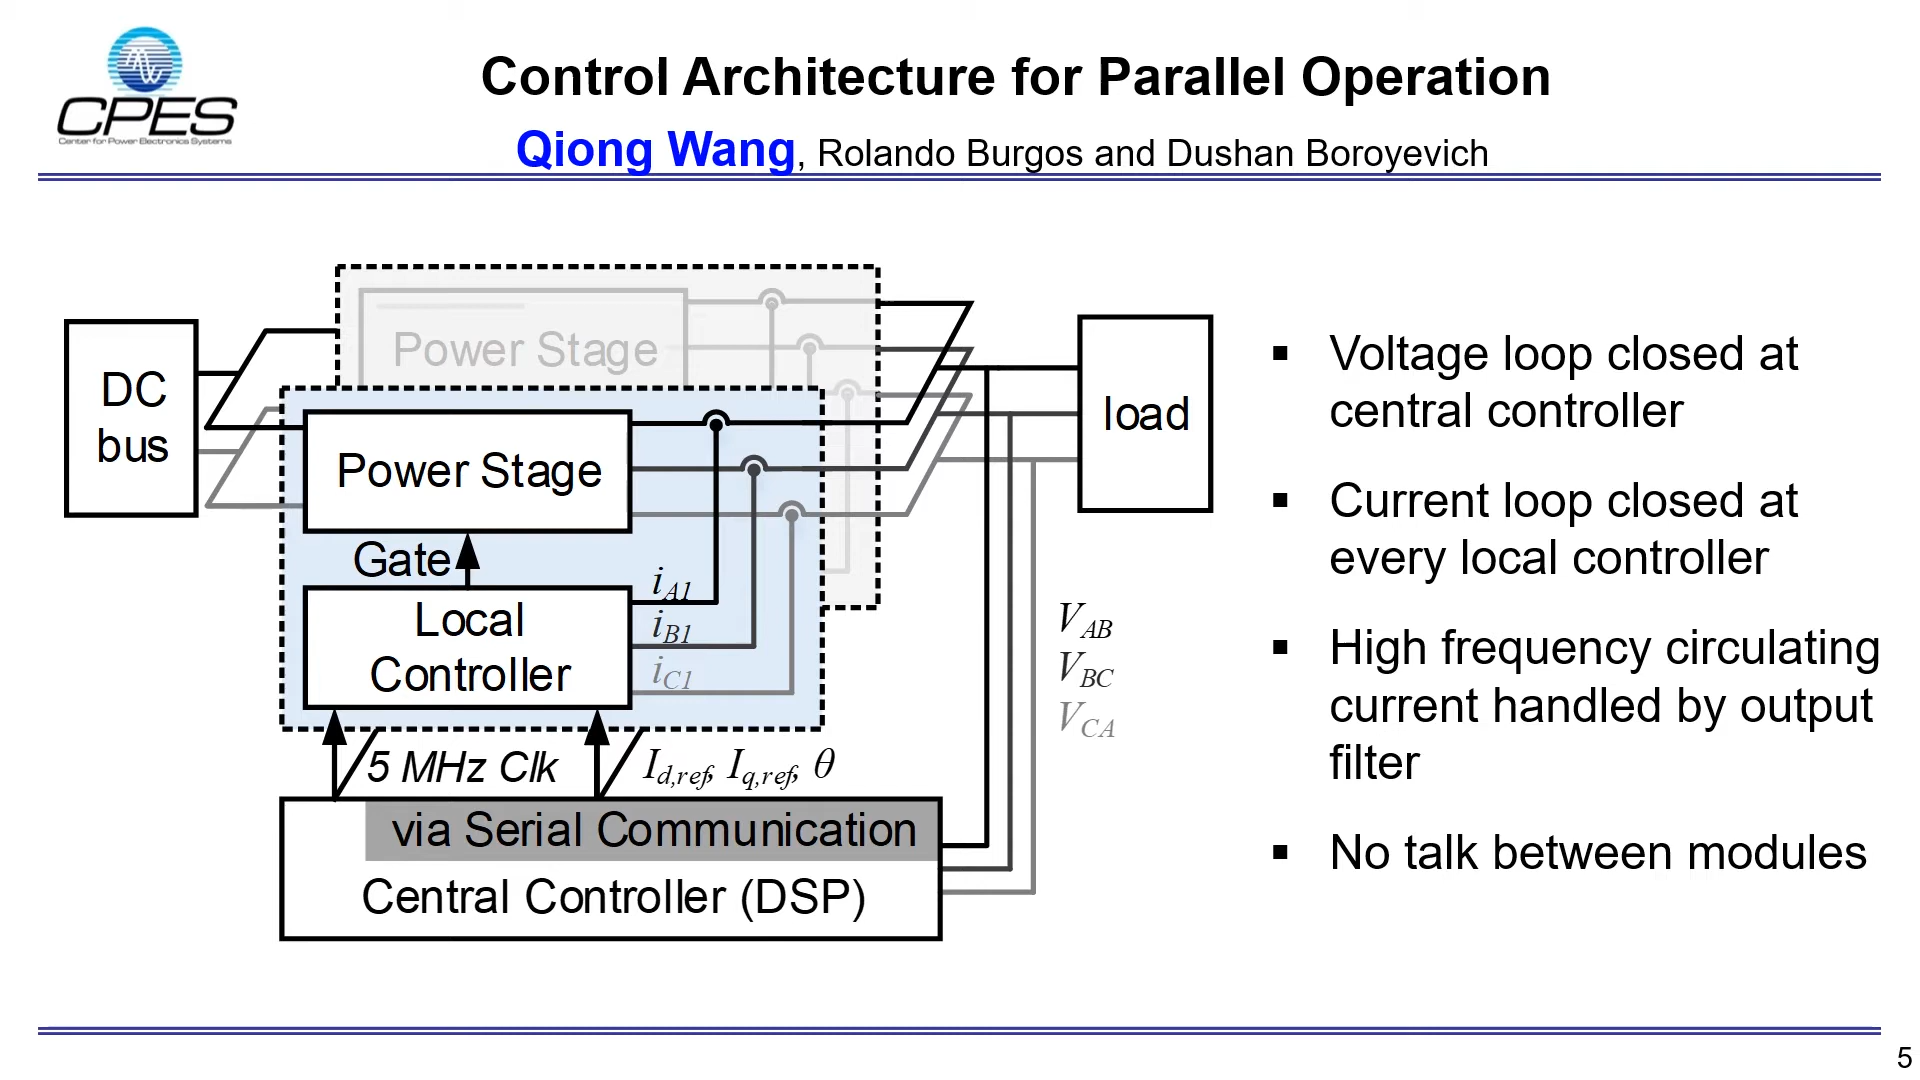 CPES
Center for Power Electronics Systems
Control Architecture for Parallel Operation
Qiong Wang, Rolando Burgos and Dushan Boroyevich
Power Stage
DC
bus
load
Power Stage
Gate
Local
Controller
iA1
iB1
iC1
VAB
VBC
VCA
5 MHz Clk
Id,ref, Iq,ref, θ
via Serial Communication
Central Controller (DSP)
▪ Voltage loop closed at
central controller
▪ Current loop closed at
every local controller
▪ High frequency circulating
current handled by output
filter
▪ No talk between modules
5